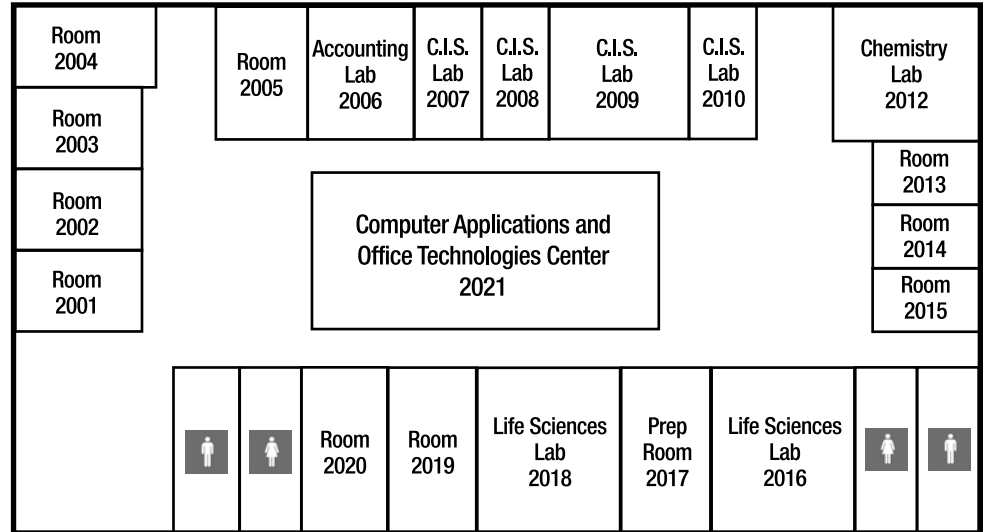 Room
2004
Room
2003
Room
2002
Room
2001
Room
2005
Accounting
Lab
2006
C.I.S.
Lab
2007
C.I.S.
Lab
2008
C.I.S.
Lab
2009
C.I.S.
Lab
2010
Chemistry
Lab
2012
Room
2013
Room
2014
Room
2015
Computer Applications and
Office Technologies Center
2021
Room
2020
Room
2019
Life Sciences
Lab
2018
Prep
Room
2017
Life Sciences
Lab
2016